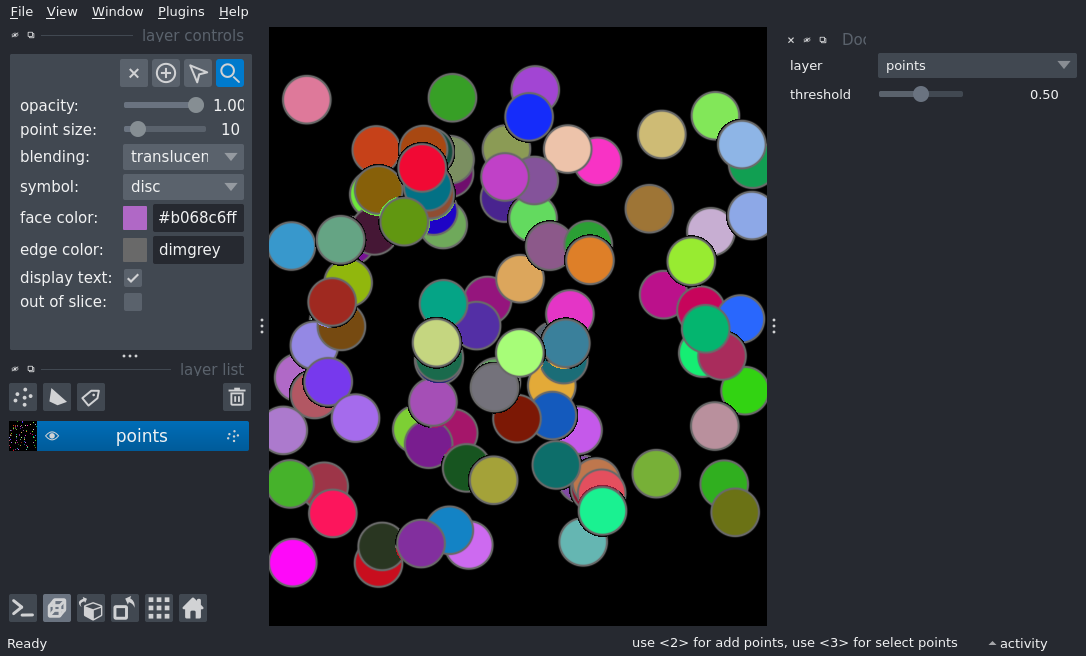 File View Window Plugins Help
layer controls
opacity: 1.00
point size: 10
blending: translucen
symbol: disc
face color: #b068c6ff
edge color: dimgrey
display text:
out of slice:
layer list
points
Doc
layer points
threshold 0.50
Ready
use <2> for add points, use <3> for select points
activity